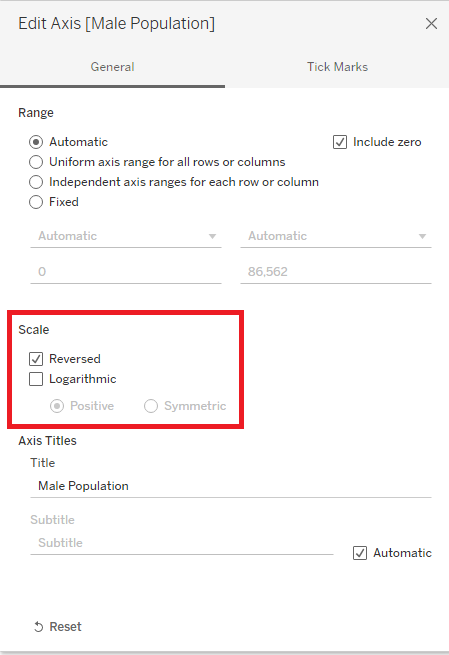 Edit Axis [Male Population]
General Tick Marks
Range
Automatic Include zero
Uniform axis range for all rows or columns
Independent axis ranges for each row or column
Fixed
Automatic Automatic
0 86,562
Scale
Reversed
Logarithmic
Positive Symmetric
Axis Titles
Title
Male Population
Subtitle
Subtitle
Automatic
Reset